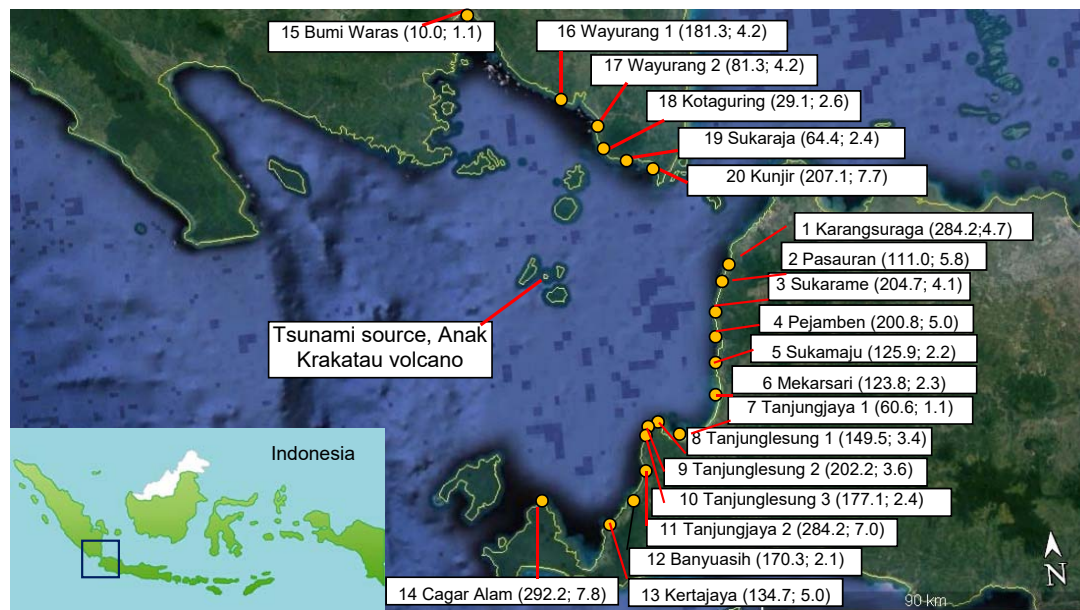 15 Bumi Waras (10.0; 1.1)
16 Wayurang 1 (181.3; 4.2)
17 Wayurang 2 (81.3; 4.2)
18 Kotaguring (29.1; 2.6)
19 Sukaraja (64.4; 2.4)
20 Kunjir (207.1; 7.7)
1 Karangsuraga (284.2;4.7)
2 Pasauran (111.0; 5.8)
3 Sukarame (204.7; 4.1)
4 Pejamben (200.8; 5.0)
5 Sukamaju (125.9; 2.2)
6 Mekarsari (123.8; 2.3)
7 Tanjungjaya 1 (60.6; 1.1)
8 Tanjunglesung 1 (149.5; 3.4)
9 Tanjunglesung 2 (202.2; 3.6)
10 Tanjunglesung 3 (177.1; 2.4)
11 Tanjungjaya 2 (284.2; 7.0)
12 Banyuasih (170.3; 2.1)
13 Kertajaya (134.7; 5.0)
14 Cagar Alam (292.2; 7.8)
Tsunami source, Anak
Krakatau volcano
Indonesia
N
90 km